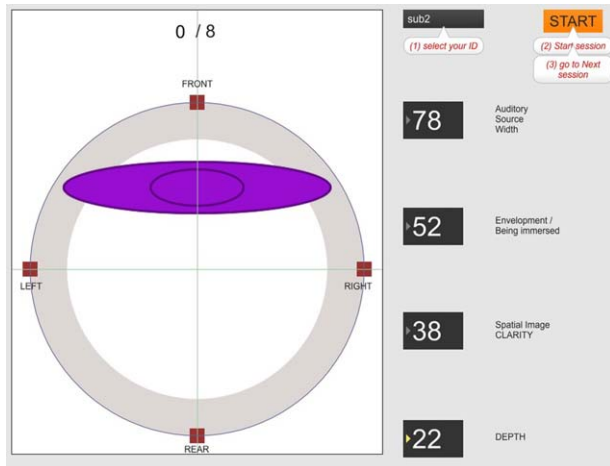 0 / 8
FRONT
LEFT
RIGHT
REAR
sub2
START
(1) select your ID
(2) Start session
(3) go to Next
session
78
Auditory
Source
Width
52
Envelopment /
Being immersed
38
Spatial Image
CLARITY
22
DEPTH